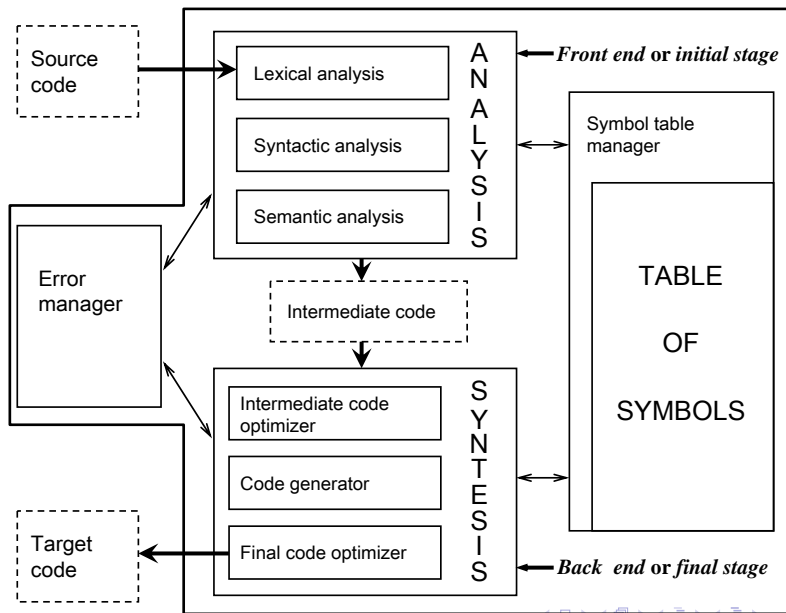 Source
code
Lexical analysis
Syntactic analysis
Semantic analysis
ANALYSIS
Front end or initial stage
Symbol table
manager
TABLE
OF
SYMBOLS
Error
manager
Intermediate code
Intermediate code
optimizer
Code generator
Final code optimizer
SYNTESIS
Target
code
Back end or final stage